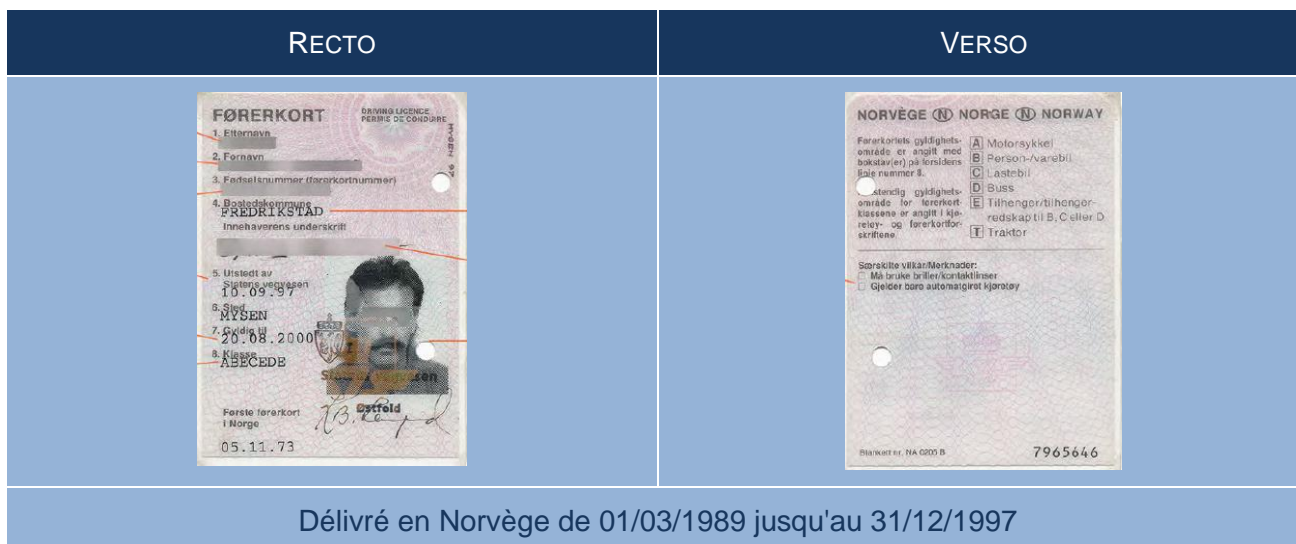 RECTO
VERSO
FØRERKORT
DRIVING LICENCE
PERMIS DE CONDUIRE
1. Etternavn
2. Fornavn
3. Fødselsnummer (førerkortnummer)
4. Bostedskommune
FREDRIKSTAD
Innehaverens underskrift
5. Utstedt av
Statens vegvesen
10.09.97
6. Sted
MYSEN
7. Gyldig til
20.08.2000
8. Klasse
ABECEDE
Østfold
Første førerkort
i Norge
05.11.73
NORVÈGE N NORGE N NORWAY
Førerkortets gyldighets-
område er angitt med
bokstav(er) på forsidens
linje nummer 8.
gyldighets-
område for førerkort-
klassene er angitt i kjø-
retøy- og førerkortfor-
skriftene.
A Motorsykkel
B Person-/varebil
C Lastebil
D Buss
E Tilhenger/tilhenger-
redskap til B, C eller D
T Traktor
Særskilte vilkår/Merknader:
Må bruke briller/kontaktlinser
Gjelder bare automatgiret kjøretøy
Blankett nr. NA 0205 B
7965646
Délivré en Norvège de 01/03/1989 jusqu'au 31/12/1997